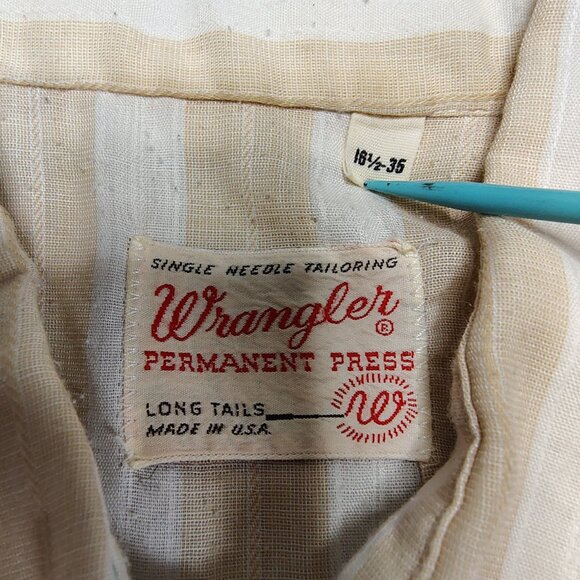 16½-35
SINGLE NEEDLE TAILORING
Wrangler ®
PERMANENT PRESS
LONG TAILS
MADE IN U.S.A.
W